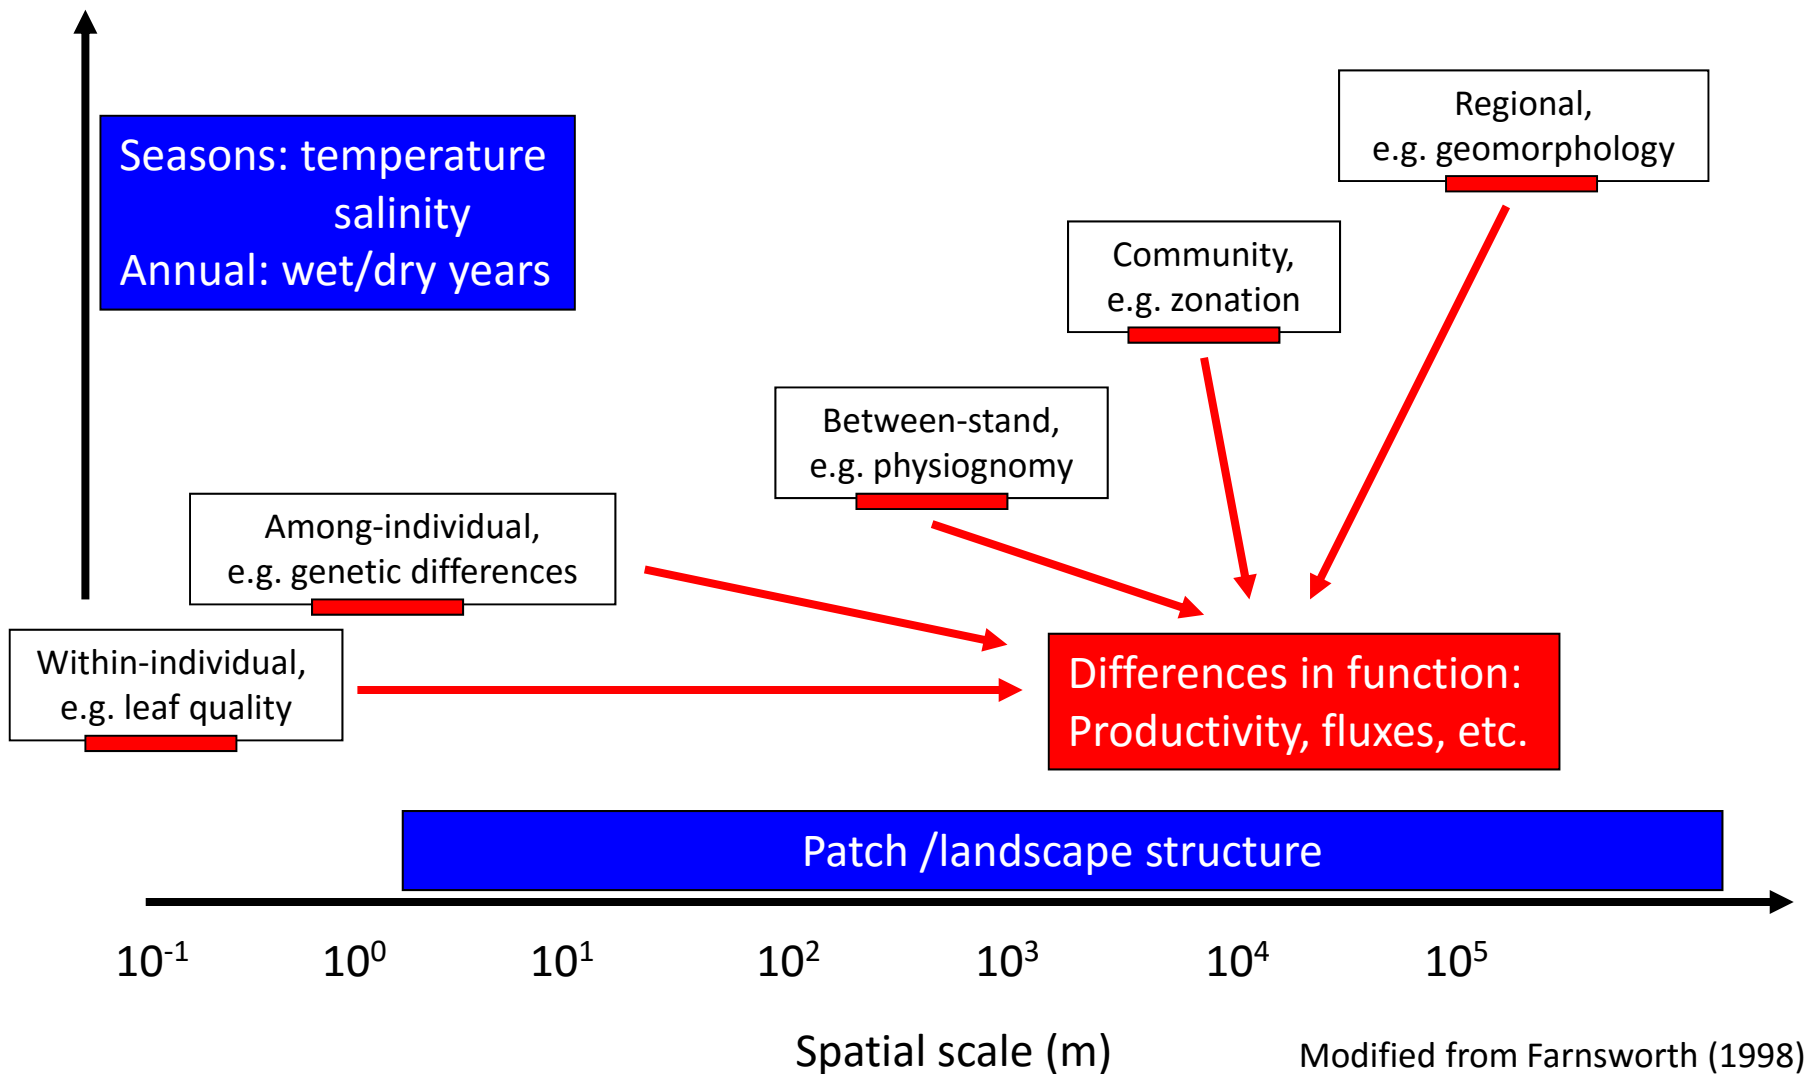 Seasons: temperature
salinity
Annual: wet/dry years
Regional,
e.g. geomorphology
Community,
e.g. zonation
Between-stand,
e.g. physiognomy
Among-individual,
e.g. genetic differences
Within-individual,
e.g. leaf quality
Differences in function:
Productivity, fluxes, etc.
Patch /landscape structure
10⁻¹ 10⁰ 10¹ 10² 10³ 10⁴ 10⁵
Spatial scale (m)
Modified from Farnsworth (1998)